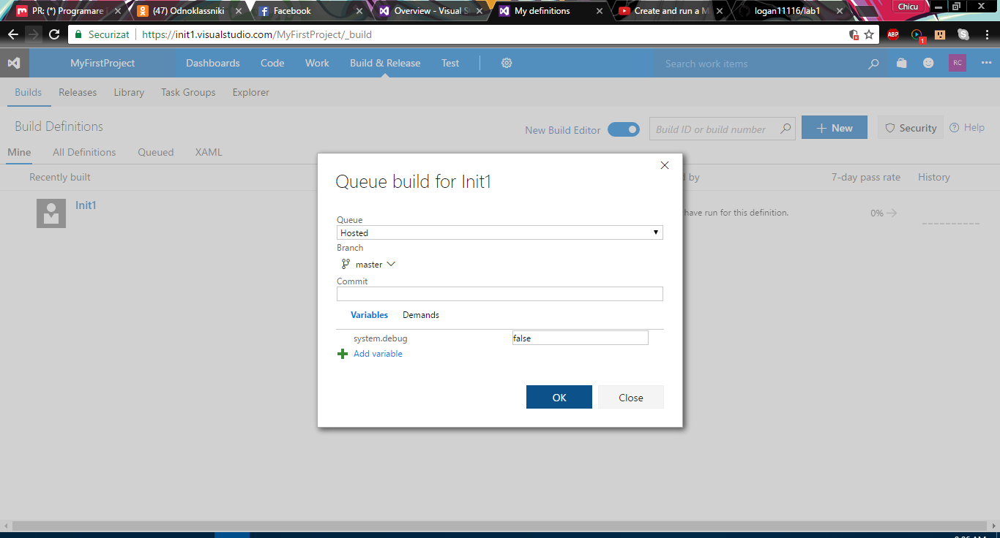 PR: (*) Programare
(47) Odnoklassniki
Facebook
Overview - Visual S
My definitions
Create and run a M
logan11116/lab1
Chicu
Securizat
https://init1.visualstudio.com/MyFirstProject/_build
ABP
1
MyFirstProject
Dashboards
Code
Work
Build & Release
Test
Search work items
RC
Builds
Releases
Library
Task Groups
Explorer
Build Definitions
New Build Editor
Build ID or build number
New
Security
Help
Mine
All Definitions
Queued
XAML
Recently built
d by
7-day pass rate
History
Init1
have run for this definition.
0%
Queue build for Init1
Queue
Hosted
Branch
master
Commit
Variables
Demands
system.debug
false
Add variable
OK
Close